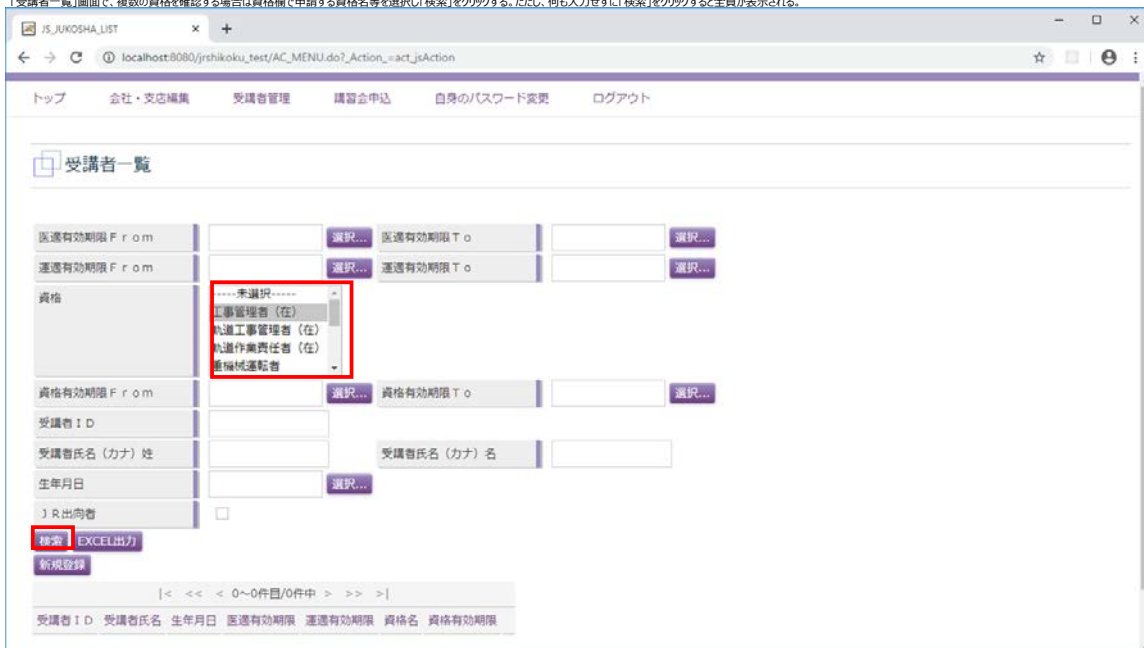 「受講者一覧」画面で、複数の資格を確認する場合は資格欄で申請する資格名等を選択し「検索」をクリックする。ただし、何も入力せずに「検索」をクリックすると全員が表示される。
JS_JUKOSHA_LIST × +
localhost:8080/jrshikoku_test/AC_MENU.do?_Action_=act_jsAction
トップ 会社・支店編集 受講者管理 講習会申込 自身のパスワード変更 ログアウト
受講者一覧
医適有効期限From 選択... 医適有効期限To 選択...
運適有効期限From 選択... 運適有効期限To 選択...
資格 -----未選択-----
工事管理者（在）
軌道工事管理者（在）
軌道作業責任者（在）
重機械運転者
資格有効期限From 選択... 資格有効期限To 選択...
受講者ID
受講者氏名（カナ）姓 受講者氏名（カナ）名
生年月日 選択...
JR出向者
検索 EXCEL出力
新規登録
|< << < 0～0件目/0件中 > >> >|
受講者ID 受講者氏名 生年月日 医適有効期限 運適有効期限 資格名 資格有効期限